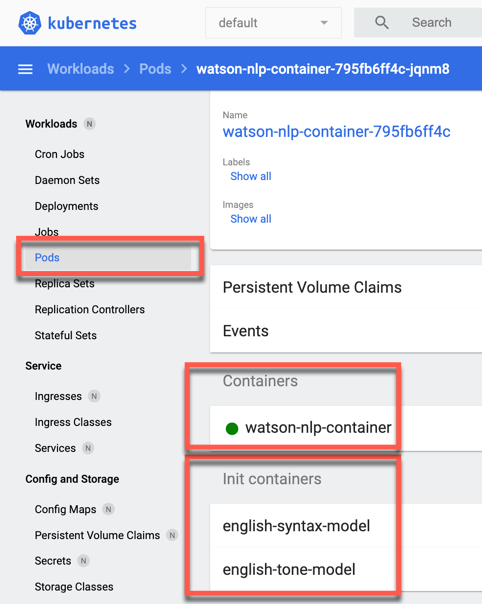 kubernetes
default
Search
Workloads > Pods > watson-nlp-container-795fb6ff4c-jqnm8
Workloads N
Cron Jobs
Daemon Sets
Deployments
Jobs
Pods
Replica Sets
Replication Controllers
Stateful Sets
Service
Ingresses N
Ingress Classes
Services N
Config and Storage
Config Maps N
Persistent Volume Claims N
Secrets N
Storage Classes
Name
watson-nlp-container-795fb6ff4c
Labels
Show all
Images
Show all
Persistent Volume Claims
Events
Containers
watson-nlp-container
Init containers
english-syntax-model
english-tone-model